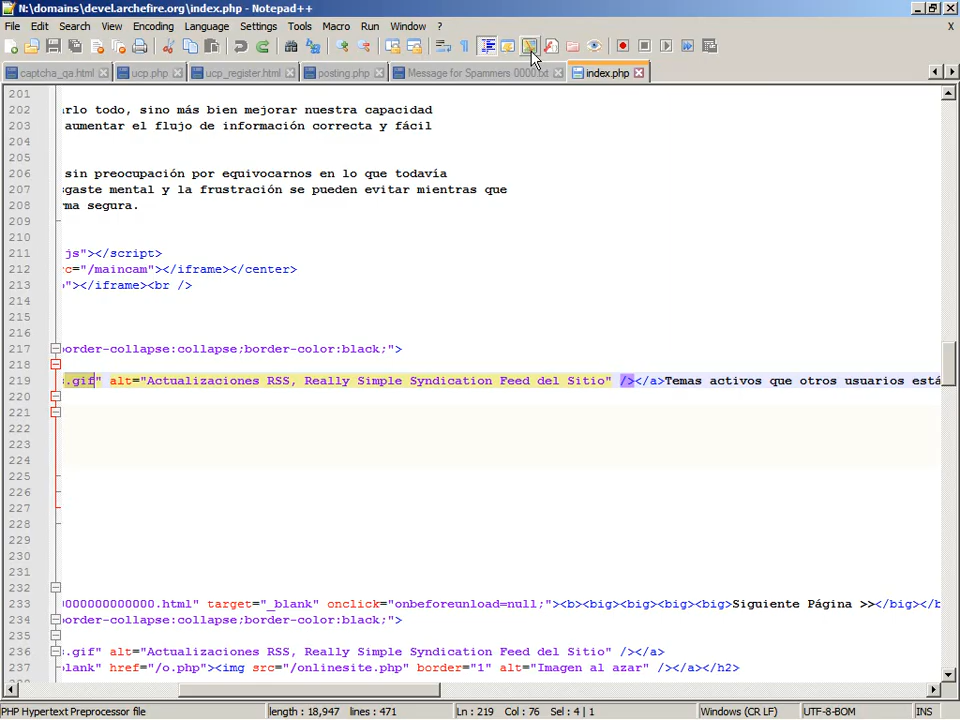 N:\domains\devel.archefire.org\index.php - Notepad++
File Edit Search View Encoding Language Settings Tools Macro Run Window ? X
captcha_qa.html ucp.php ucp_register.html posting.php Message for Spammers 0000.txt index.php
201
202 arlo todo, sino más bien mejorar nuestra capacidad
203 aumentar el flujo de información correcta y fácil
204
205
206 sin preocupación por equivocarnos en lo que todavía
207 sgaste mental y la frustración se pueden evitar mientras que
208 rma segura.
209
210
211 js"></script>
212 rc="/maincam"></iframe></center>
213 "></iframe><br />
214
215
216
217 border-collapse:collapse;border-color:black;">
218
219 s.gif" alt="Actualizaciones RSS, Really Simple Syndication Feed del Sitio" /></a>Temas activos que otros usuarios está
220
221
222
223
224
225
226
227
228
229
230
231
232
233 0000000000000.html" target="_blank" onclick="onbeforeunload=null;"><b><big><big><big><big>Siguiente Página >></big></b
234 border-collapse:collapse;border-color:black;">
235
236 s.gif" alt="Actualizaciones RSS, Really Simple Syndication Feed del Sitio" /></a>
237 blank" href="/o.php"><img src="/onlinesite.php" border="1" alt="Imagen al azar" /></a></h2>
PHP Hypertext Preprocessor file length : 18,947 lines : 471 Ln : 219 Col : 76 Sel : 4 | 1 Windows (CR LF) UTF-8-BOM INS